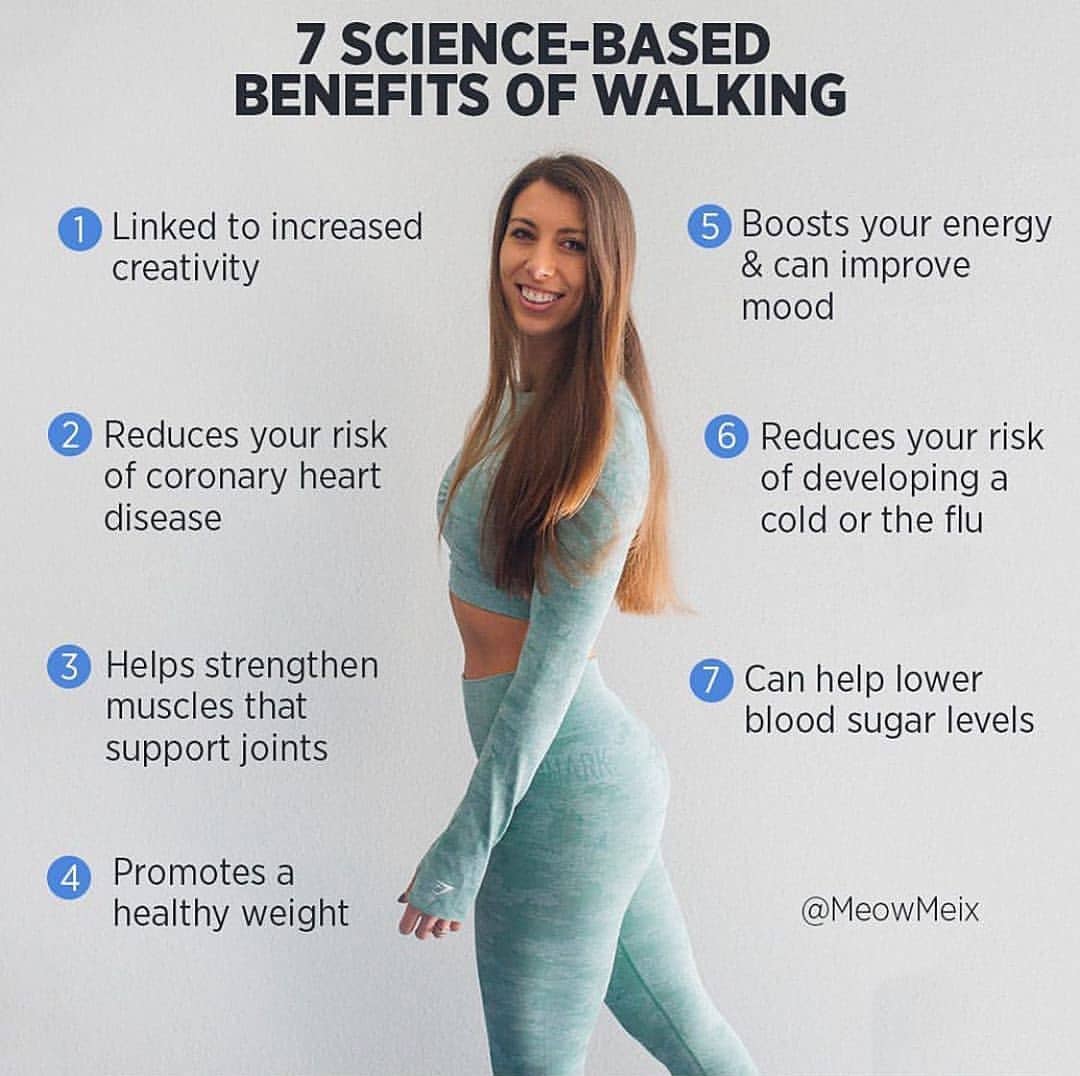 7 SCIENCE-BASED
BENEFITS OF WALKING
1 Linked to increased
creativity
2 Reduces your risk
of coronary heart
disease
3 Helps strengthen
muscles that
support joints
4 Promotes a
healthy weight
5 Boosts your energy
& can improve
mood
6 Reduces your risk
of developing a
cold or the flu
7 Can help lower
blood sugar levels
@MeowMeix